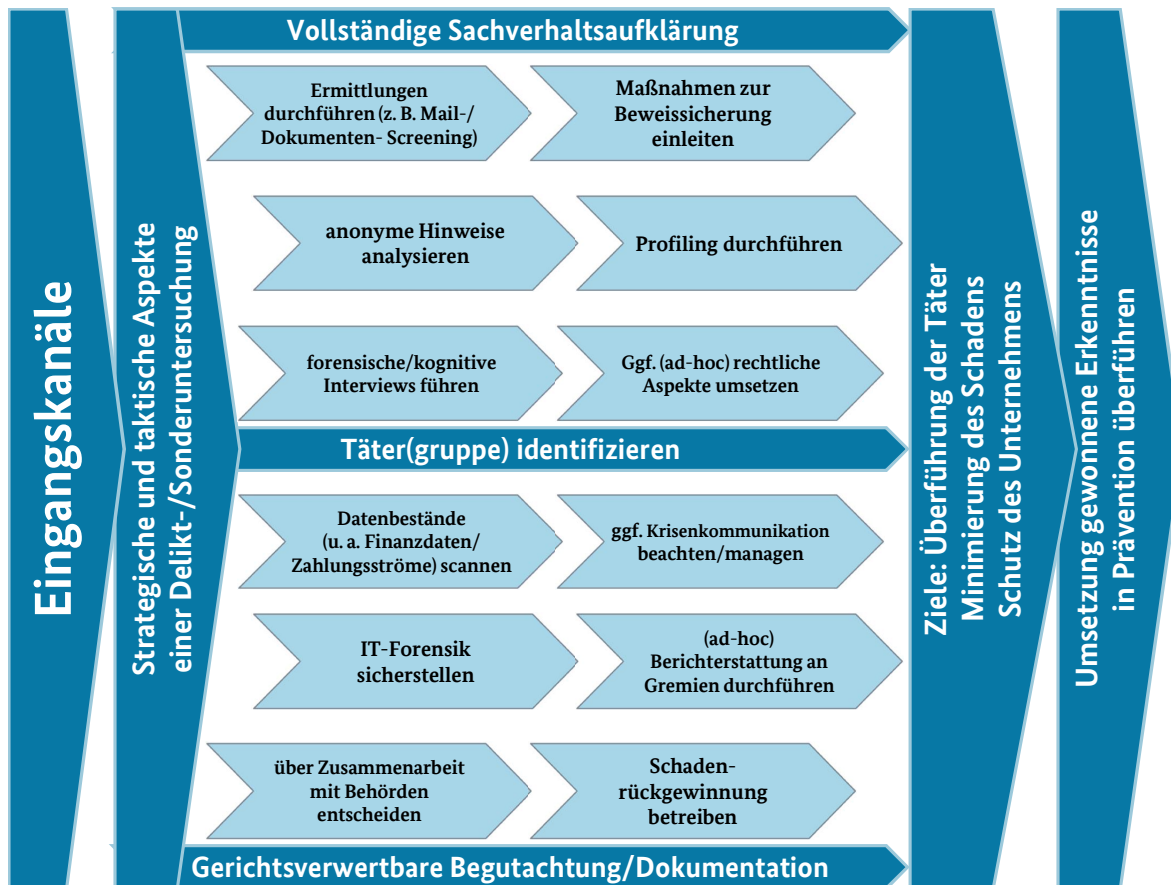 Eingangskanäle
Strategische und taktische Aspekte
einer Delikt-/Sonderuntersuchung
Vollständige Sachverhaltsaufklärung
Ermittlungen
durchführen (z. B. Mail-/
Dokumenten- Screening)
Maßnahmen zur
Beweissicherung
einleiten
anonyme Hinweise
analysieren
Profiling durchführen
forensische/kognitive
Interviews führen
Ggf. (ad-hoc) rechtliche
Aspekte umsetzen
Täter(gruppe) identifizieren
Datenbestände
(u. a. Finanzdaten/
Zahlungsströme) scannen
ggf. Krisenkommunikation
beachten/managen
IT-Forensik
sicherstellen
(ad-hoc)
Berichterstattung an
Gremien durchführen
über Zusammenarbeit
mit Behörden
entscheiden
Schaden-
rückgewinnung
betreiben
Gerichtsverwertbare Begutachtung/Dokumentation
Ziele: Überführung der Täter
Minimierung des Schadens
Schutz des Unternehmens
Umsetzung gewonnene Erkenntnisse
in Prävention überführen